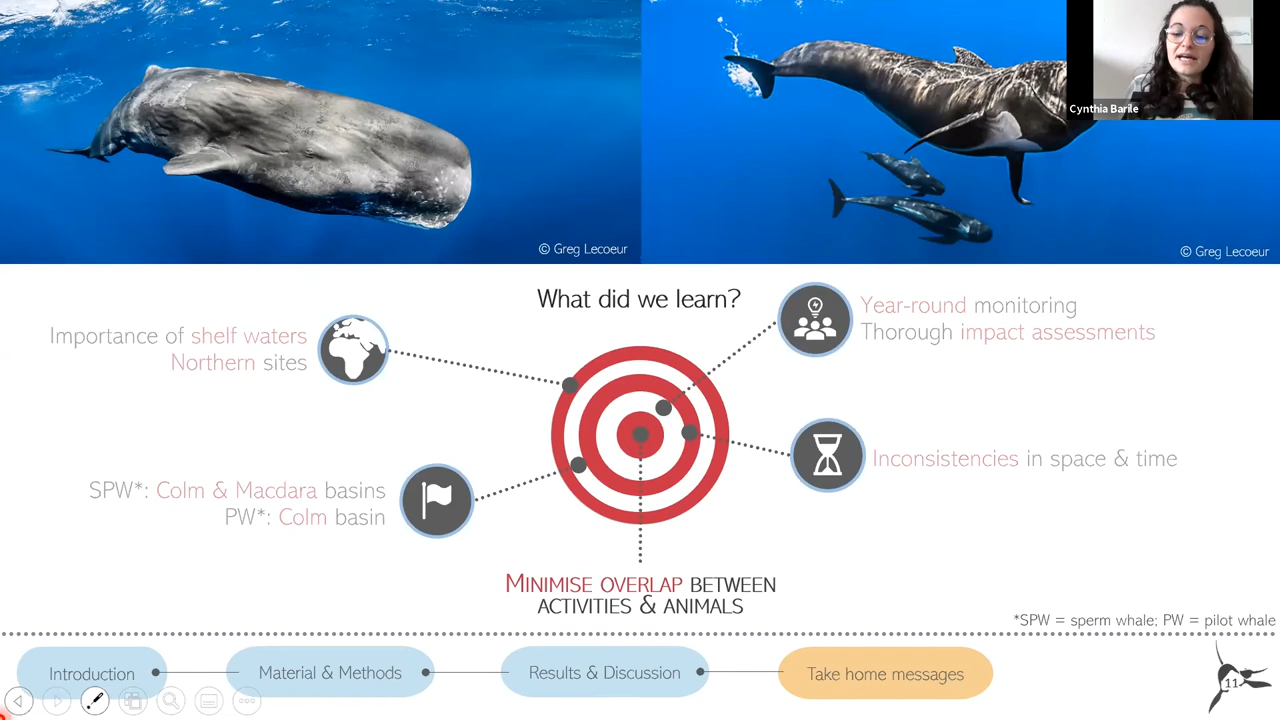 Cynthia Barile
© Greg Lecoeur
© Greg Lecoeur
What did we learn?
Importance of shelf waters
Northern sites
Year-round monitoring
Thorough impact assessments
SPW*: Colm & Macdara basins
PW*: Colm basin
Inconsistencies in space & time
MINIMISE OVERLAP BETWEEN
ACTIVITIES & ANIMALS
*SPW = sperm whale; PW = pilot whale
Introduction
Material & Methods
Results & Discussion
Take home messages
11